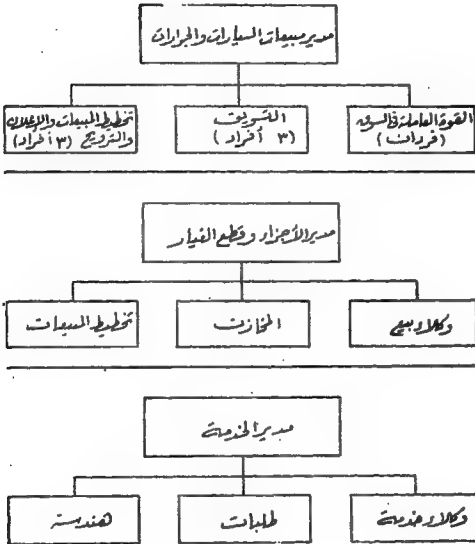 مدير مبيعات السيارات والجرارات
القوة العاملة في السوق
(فردان)
التسويق
(٣ أفراد)
تخطيط المبيعات والإعلان
والترويج (٣ أفراد)
مدير الأجزاء وقطع الغيار
وكلاء بيع
المخازن
تخطيط المبيعات
مدير الخدمة
وكلاء خدمة
طلبات
هندسة